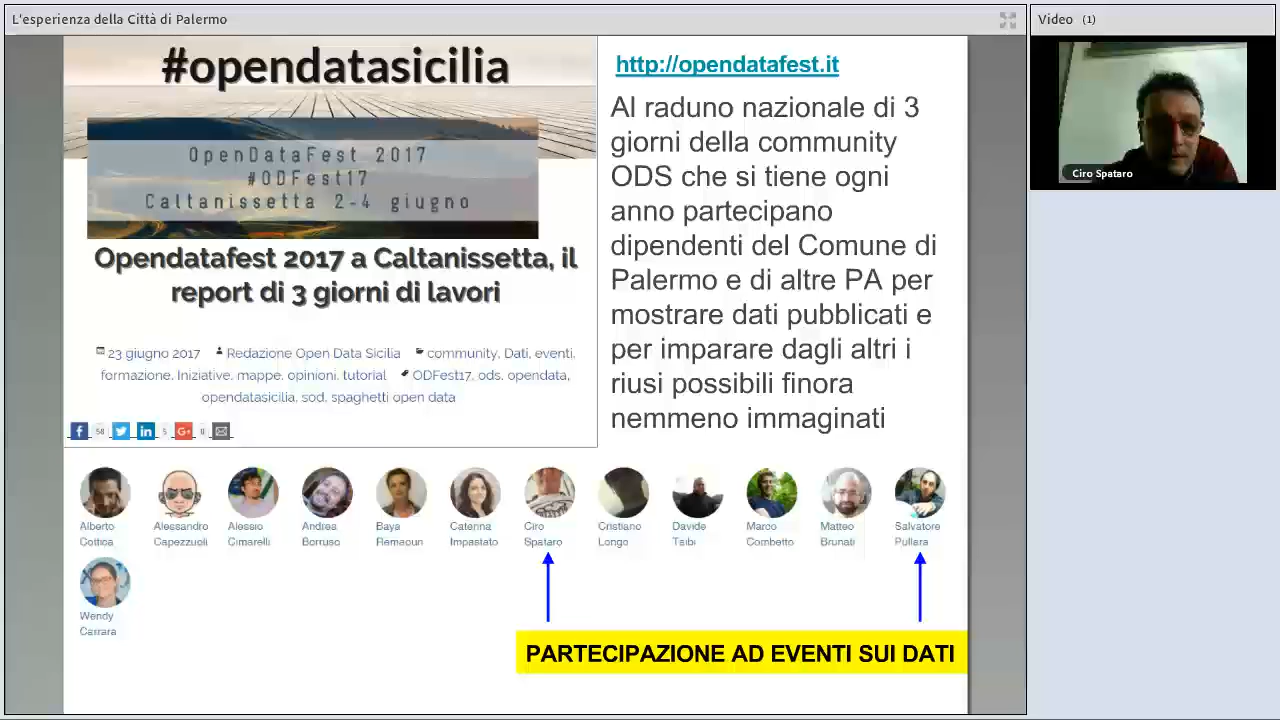 L'esperienza della Città di Palermo
Video (1)
Ciro Spataro
#opendatasicilia
OpenDataFest 2017
#ODFest17
Caltanissetta 2-4 giugno
Opendatafest 2017 a Caltanissetta, il
report di 3 giorni di lavori
23 giugno 2017 Redazione Open Data Sicilia community, Dati, eventi,
formazione, Iniziative, mappe, opinioni, tutorial ODFest17, ods, opendata,
opendatasicilia, sod, spaghetti open data
58 5 0
http://opendatafest.it
Al raduno nazionale di 3
giorni della community
ODS che si tiene ogni
anno partecipano
dipendenti del Comune di
Palermo e di altre PA per
mostrare dati pubblicati e
per imparare dagli altri i
riusi possibili finora
nemmeno immaginati
Alberto Alessandro Alessio Andrea Baya Caterina Ciro Cristiano Davide Marco Matteo Salvatore
Cottica Capezzuoli Cimarelli Borruso Remaoun Impastato Spataro Longo Taibi Combetto Brunati Pullara
Wendy
Carrara
PARTECIPAZIONE AD EVENTI SUI DATI